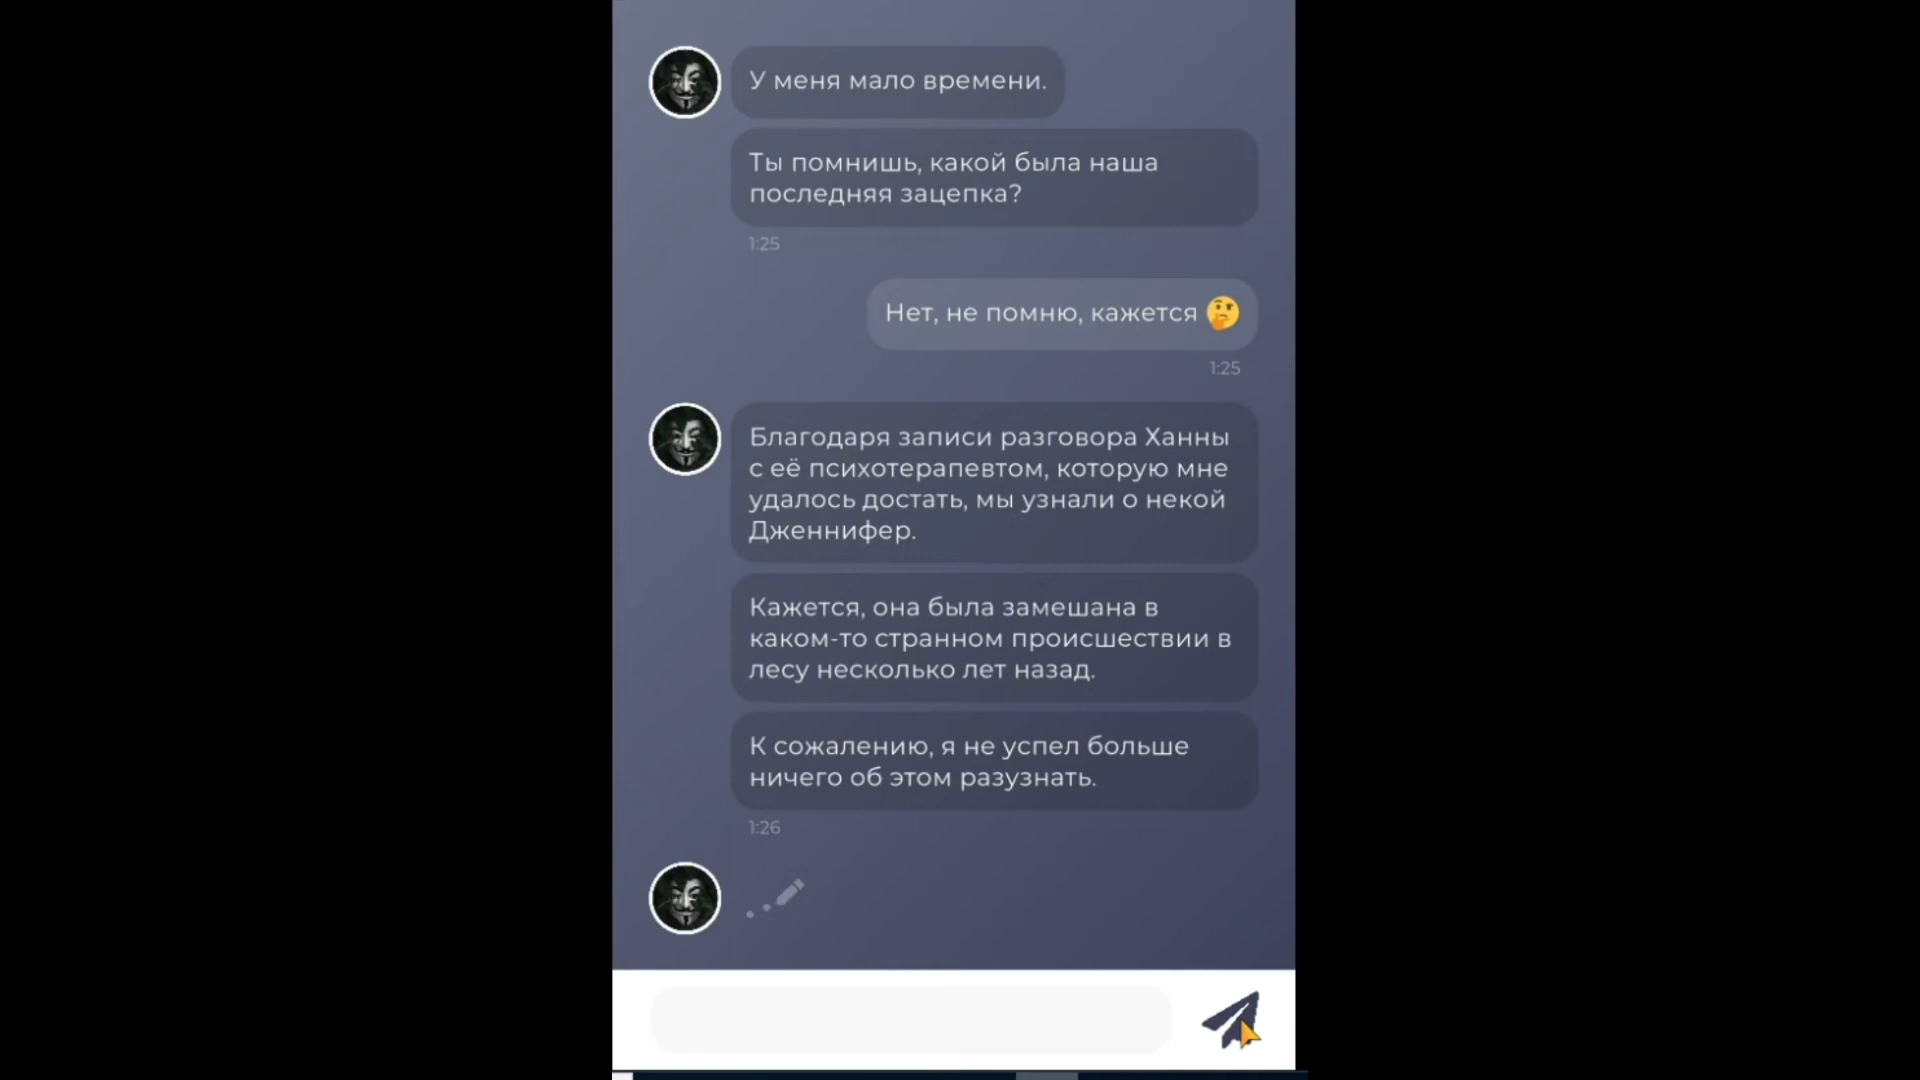 У меня мало времени.
Ты помнишь, какой была наша
последняя зацепка?
1:25
Нет, не помню, кажется 🤔
1:25
Благодаря записи разговора Ханны
с её психотерапевтом, которую мне
удалось достать, мы узнали о некой
Дженнифер.
Кажется, она была замешана в
каком-то странном происшествии в
лесу несколько лет назад.
К сожалению, я не успел больше
ничего об этом разузнать.
1:26